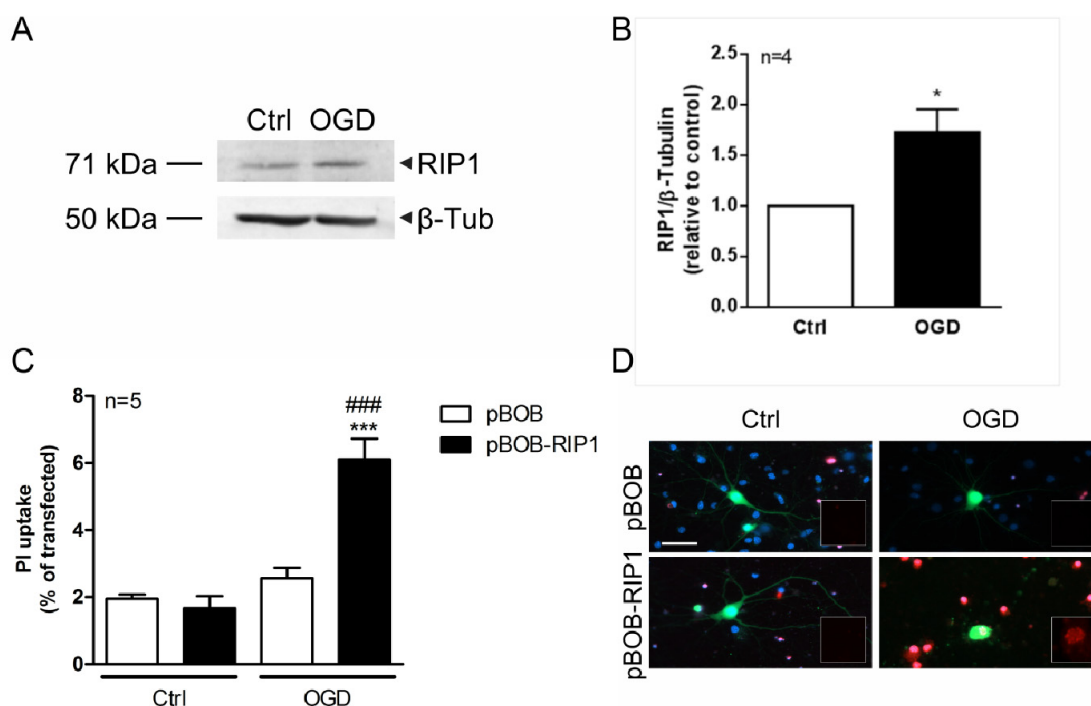 A
Ctrl OGD
71 kDa RIP1
50 kDa β-Tub
B
n=4
RIP1/β-Tubulin
(relative to control)
2.5
2.0
1.5
1.0
0.5
0.0
*
Ctrl OGD
C
n=5
PI uptake
(% of transfected)
8
6
4
2
0
###
***
pBOB
pBOB-RIP1
Ctrl OGD
D
Ctrl OGD
pBOB
pBOB-RIP1